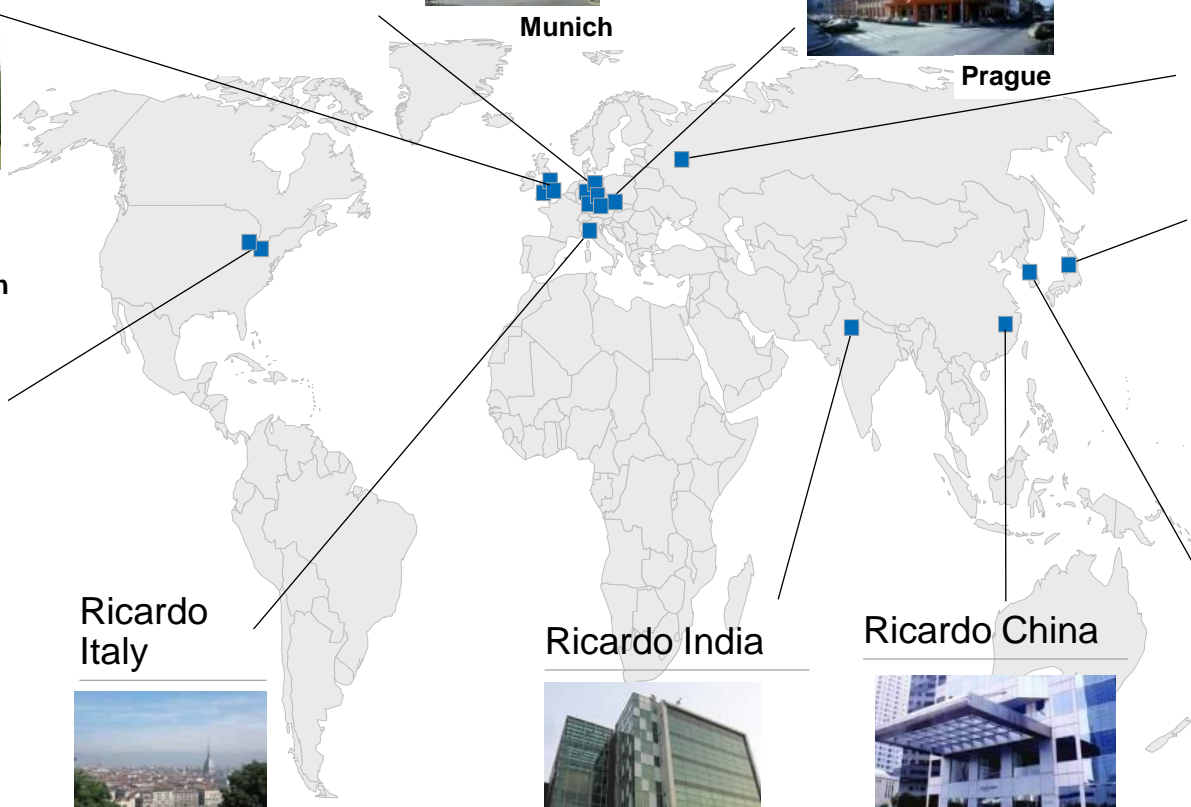 Munich
Prague
n
Ricardo
Italy
Ricardo India
Ricardo China